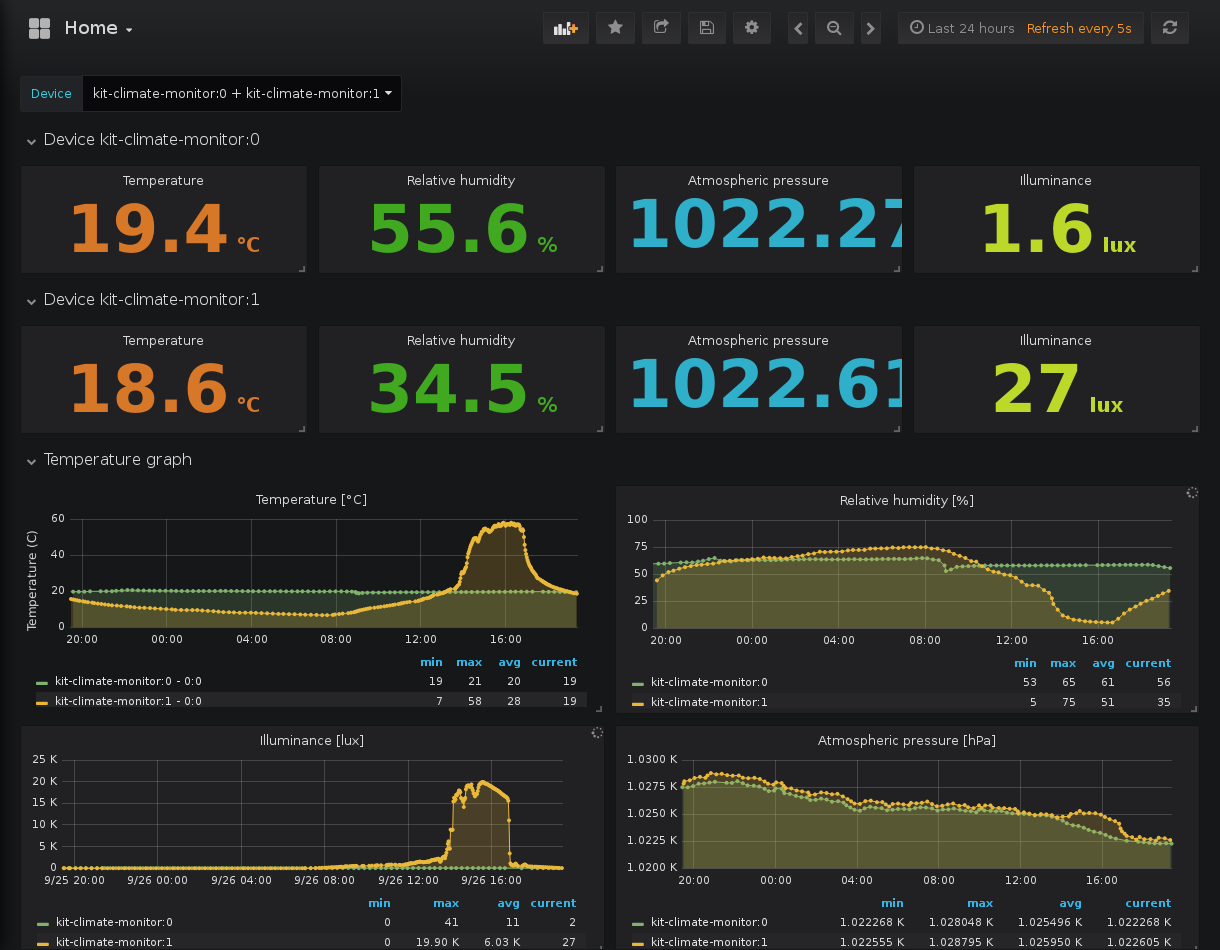 Home
Last 24 hours Refresh every 5s
Device kit-climate-monitor:0 + kit-climate-monitor:1
Device kit-climate-monitor:0
Temperature Relative humidity Atmospheric pressure Illuminance
19.4 °C 55.6 % 1022.27 1.6 lux
Device kit-climate-monitor:1
Temperature Relative humidity Atmospheric pressure Illuminance
18.6 °C 34.5 % 1022.61 27 lux
Temperature graph
Temperature [°C]
Temperature (C)
60
40
20
0
20:00 00:00 04:00 08:00 12:00 16:00
min max avg current
kit-climate-monitor:0 - 0:0 19 21 20 19
kit-climate-monitor:1 - 0:0 7 58 28 19
Relative humidity [%]
100
75
50
25
0
20:00 00:00 04:00 08:00 12:00 16:00
min max avg current
kit-climate-monitor:0 53 65 61 56
kit-climate-monitor:1 5 75 51 35
Illuminance [lux]
25 K
20 K
15 K
10 K
5 K
0
9/25 20:00 9/26 00:00 9/26 04:00 9/26 08:00 9/26 12:00 9/26 16:00
min max avg current
kit-climate-monitor:0 0 41 11 2
kit-climate-monitor:1 0 19.90 K 6.03 K 27
Atmospheric pressure [hPa]
1.0300 K
1.0275 K
1.0250 K
1.0225 K
1.0200 K
20:00 00:00 04:00 08:00 12:00 16:00
min max avg current
kit-climate-monitor:0 1.022268 K 1.028048 K 1.025496 K 1.022268 K
kit-climate-monitor:1 1.022555 K 1.028795 K 1.025950 K 1.022605 K